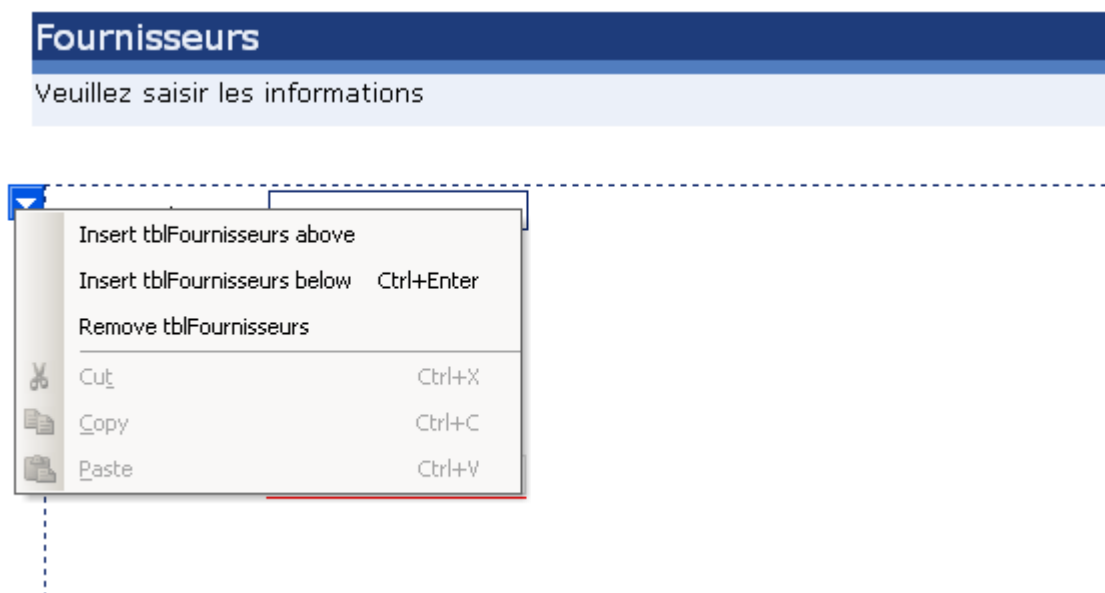 Fournisseurs
Veuillez saisir les informations
Insert tblFournisseurs above
Insert tblFournisseurs below Ctrl+Enter
Remove tblFournisseurs
Cut Ctrl+X
Copy Ctrl+C
Paste Ctrl+V